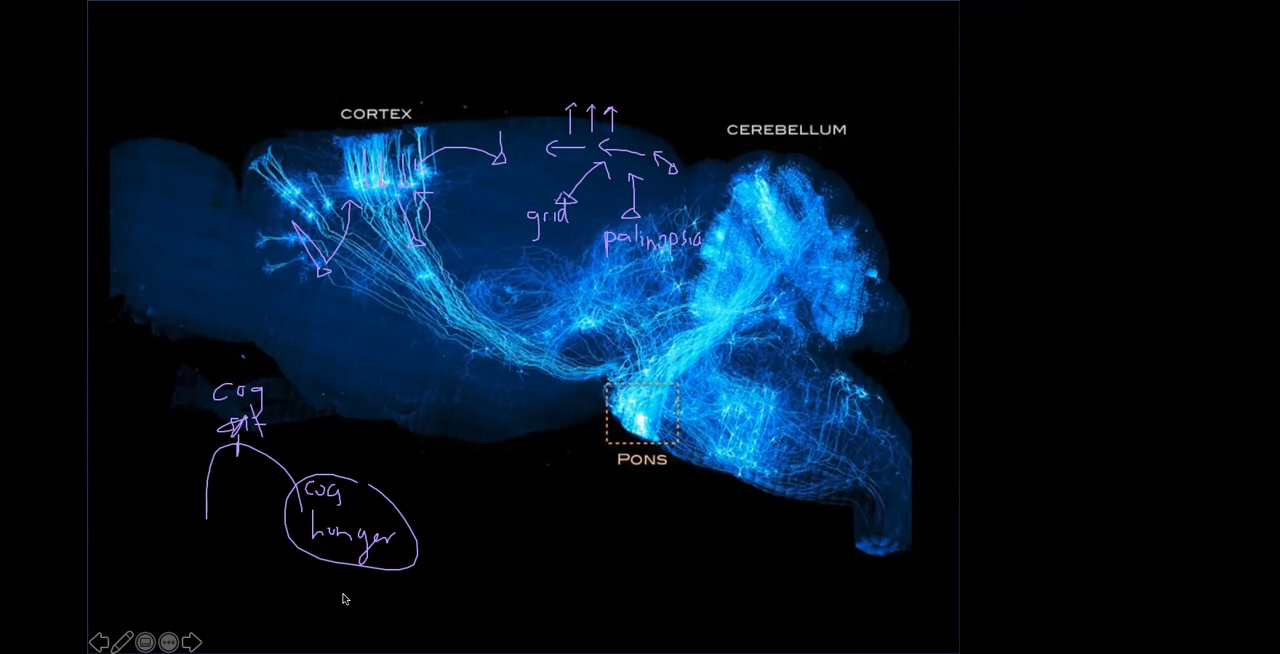 CORTEX
CEREBELLUM
grid
palinopsia
cog
PONS
cog
hunger